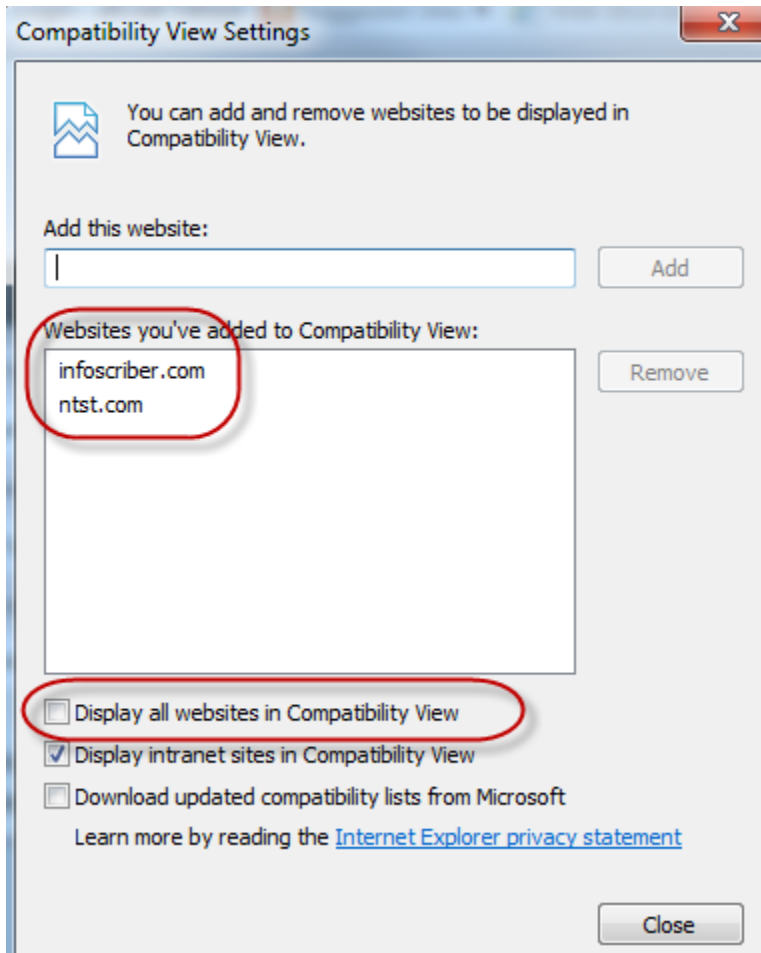 Compatibility View Settings
You can add and remove websites to be displayed in
Compatibility View.
Add this website:
Add
Websites you've added to Compatibility View:
infoscriber.com
Remove
ntst.com
Display all websites in Compatibility View
Display intranet sites in Compatibility View
Download updated compatibility lists from Microsoft
Learn more by reading the Internet Explorer privacy statement
Close